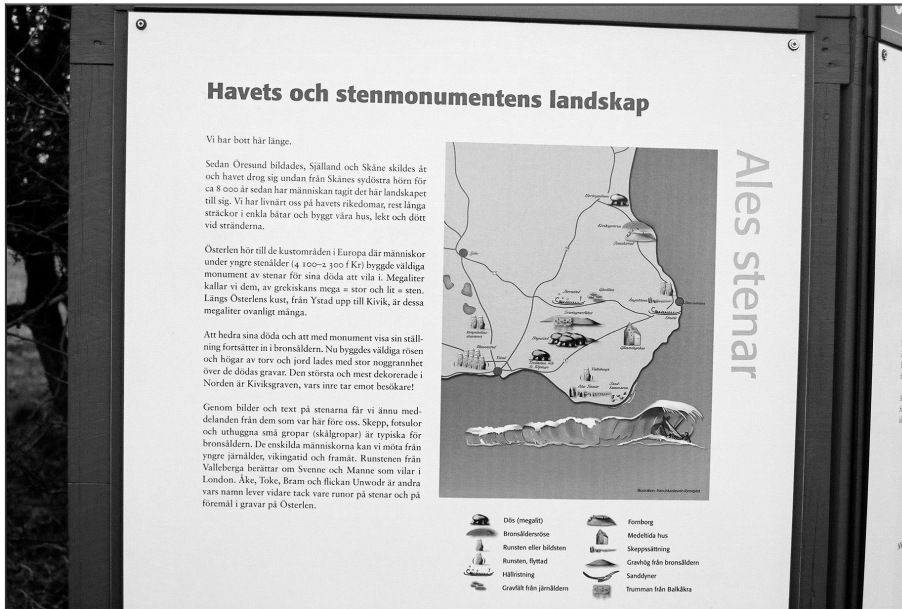 Havets och stenmonumentens landskap
Vi har bott här länge.
Sedan Öresund bildades, Själland och Skåne skildes åt
och havet drog sig undan från Skånes sydöstra hörn för
ca 8 000 år sedan har människan tagit det här landskapet
till sig. Vi har livnärt oss på havets rikedomar, rest långa
sträckor i enkla båtar och byggt våra hus, lekt och dött
vid stränderna.
Österlen hör till de kustområden i Europa där människor
under yngre stenålder (4 100–2 300 f Kr) byggde väldiga
monument av stenar för sina döda att vila i. Megaliter
kallar vi dem, av grekiskans mega = stor och lit = sten.
Längs Österlens kust, från Ystad upp till Kivik, är dessa
megaliter ovanligt många.
Att hedra sina döda och att med monument visa sin ställ-
ning fortsätter in i bronsåldern. Nu byggdes väldiga rösen
och högar av torv och jord lades med stor noggrannhet
över de dödas gravar. Den största och mest dekorerade i
Norden är Kiviksgraven, vars inre tar emot besökare!
Genom bilder och text på stenarna får vi ännu med-
delanden från dem som var här före oss. Skepp, fotsulor
och uthuggna små gropar (skålgropar) är typiska för
bronsåldern. De enskilda människorna kan vi möta från
yngre järnålder, vikingatid och framåt. Runstenen från
Valleberga berättar om Svenne och Manne som vilar i
London. Åke, Toke, Bram och flickan Unwodr är andra
vars namn lever vidare tack vare runor på stenar och på
föremål i gravar på Österlen.
Ales stenar
Ystad
Valleberga
Ales Stenar
Dös (megalit)
Bronsåldersröse
Runsten eller bildsten
Runsten, flyttad
Hällristning
Gravfält från järnåldern
Fornborg
Medeltida hus
Skeppssättning
Gravhög från bronsåldern
Sanddyner
Trumman från Balkåkra